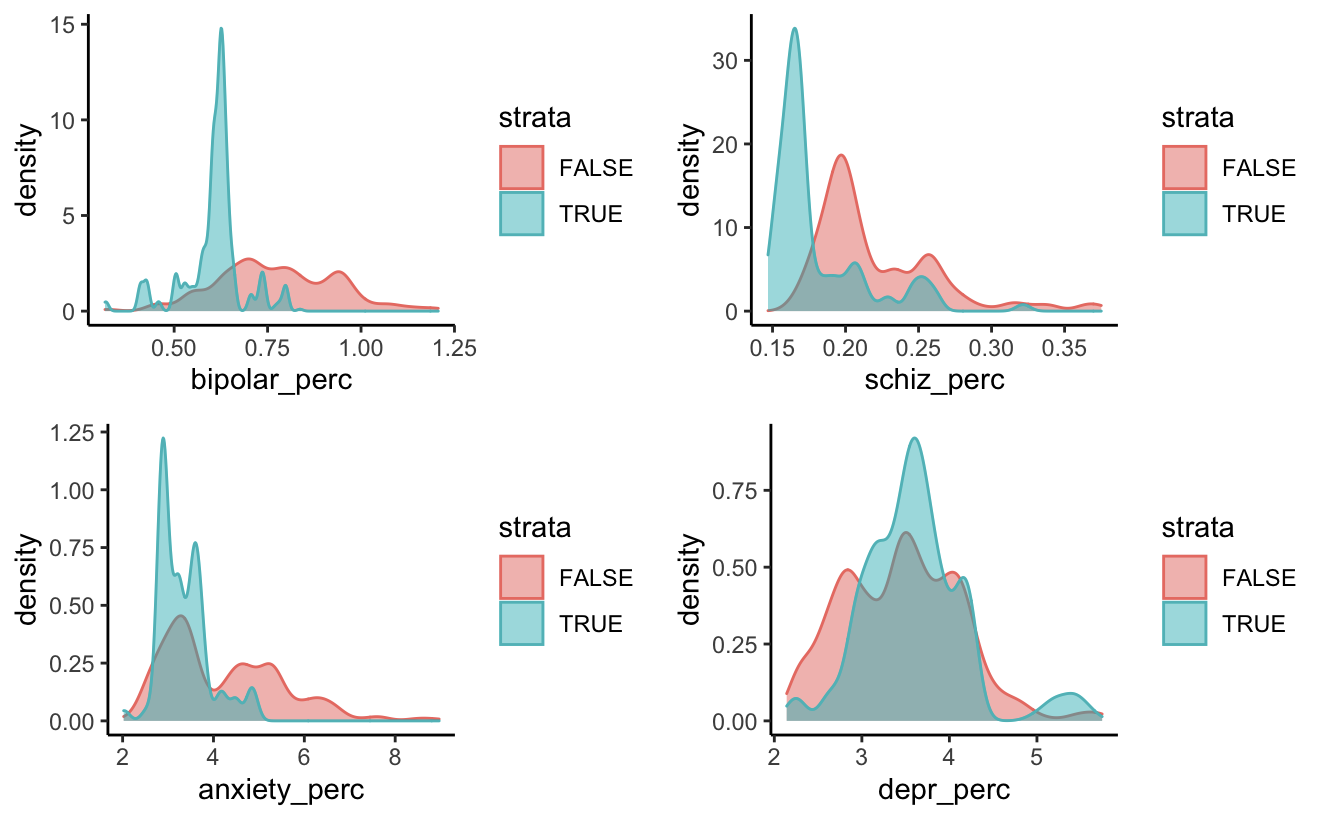 density
15
10
5
0
0.50 0.75 1.00 1.25
bipolar_perc
strata
FALSE
TRUE
density
30
20
10
0
0.15 0.20 0.25 0.30 0.35
schiz_perc
strata
FALSE
TRUE
density
1.25
1.00
0.75
0.50
0.25
0.00
2 4 6 8
anxiety_perc
strata
FALSE
TRUE
density
0.75
0.50
0.25
0.00
2 3 4 5
depr_perc
strata
FALSE
TRUE